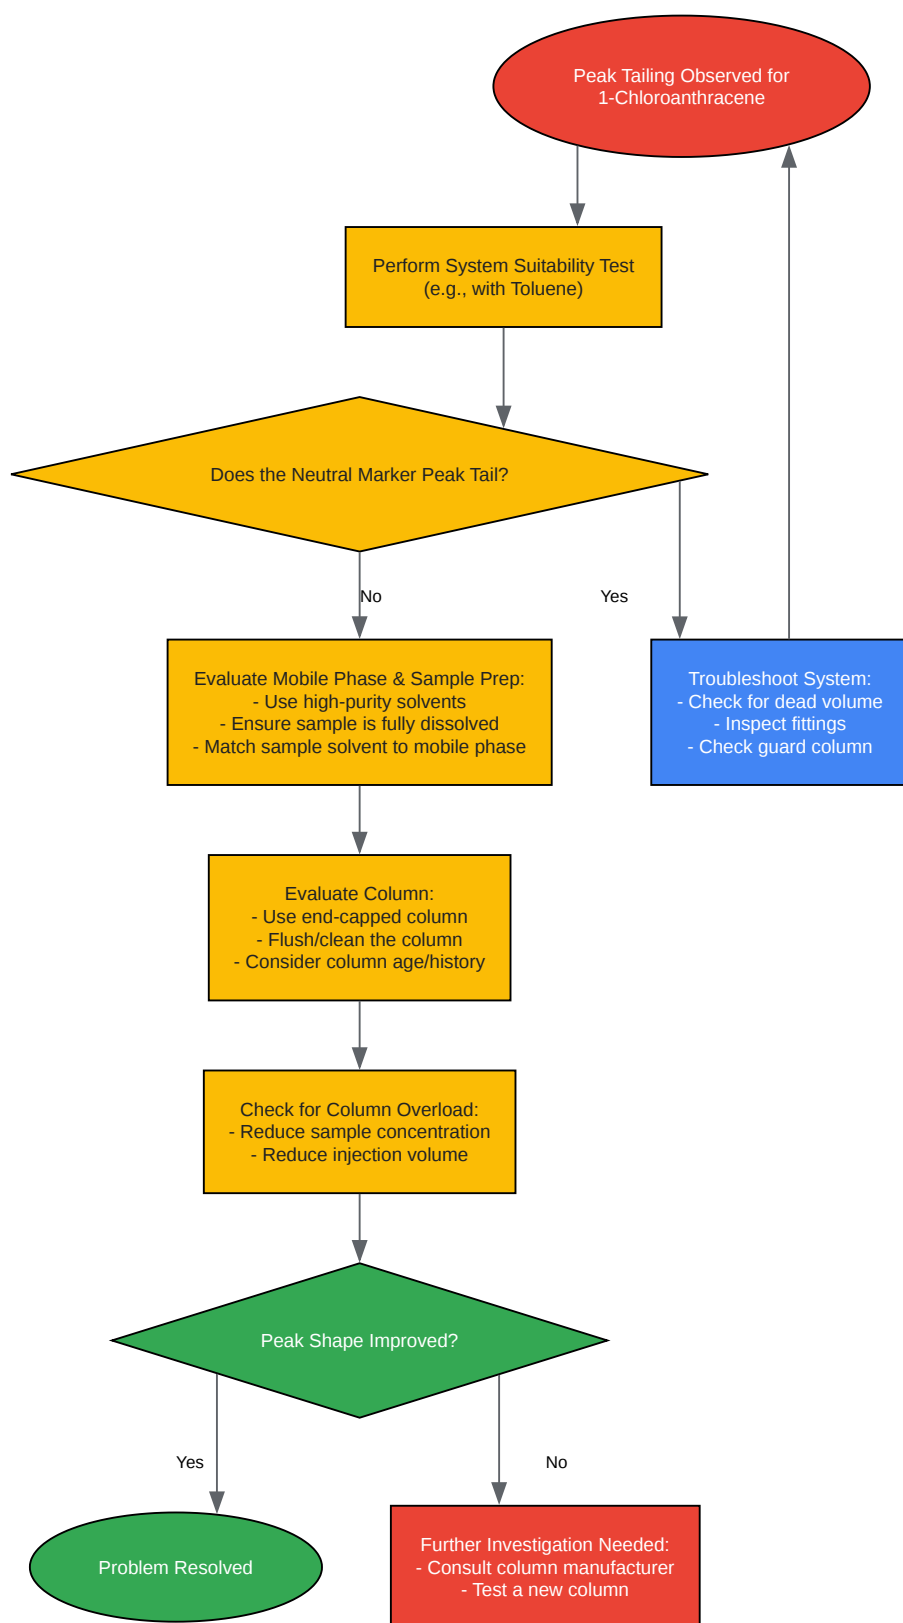 Peak Tailing Observed for
1-Chloroanthracene
Perform System Suitability Test
(e.g., with Toluene)
Does the Neutral Marker Peak Tail?
No
Yes
Evaluate Mobile Phase & Sample Prep:
- Use high-purity solvents
- Ensure sample is fully dissolved
- Match sample solvent to mobile phase
Troubleshoot System:
- Check for dead volume
- Inspect fittings
- Check guard column
Evaluate Column:
- Use end-capped column
- Flush/clean the column
- Consider column age/history
Check for Column Overload:
- Reduce sample concentration
- Reduce injection volume
Peak Shape Improved?
Yes
No
Problem Resolved
Further Investigation Needed:
- Consult column manufacturer
- Test a new column